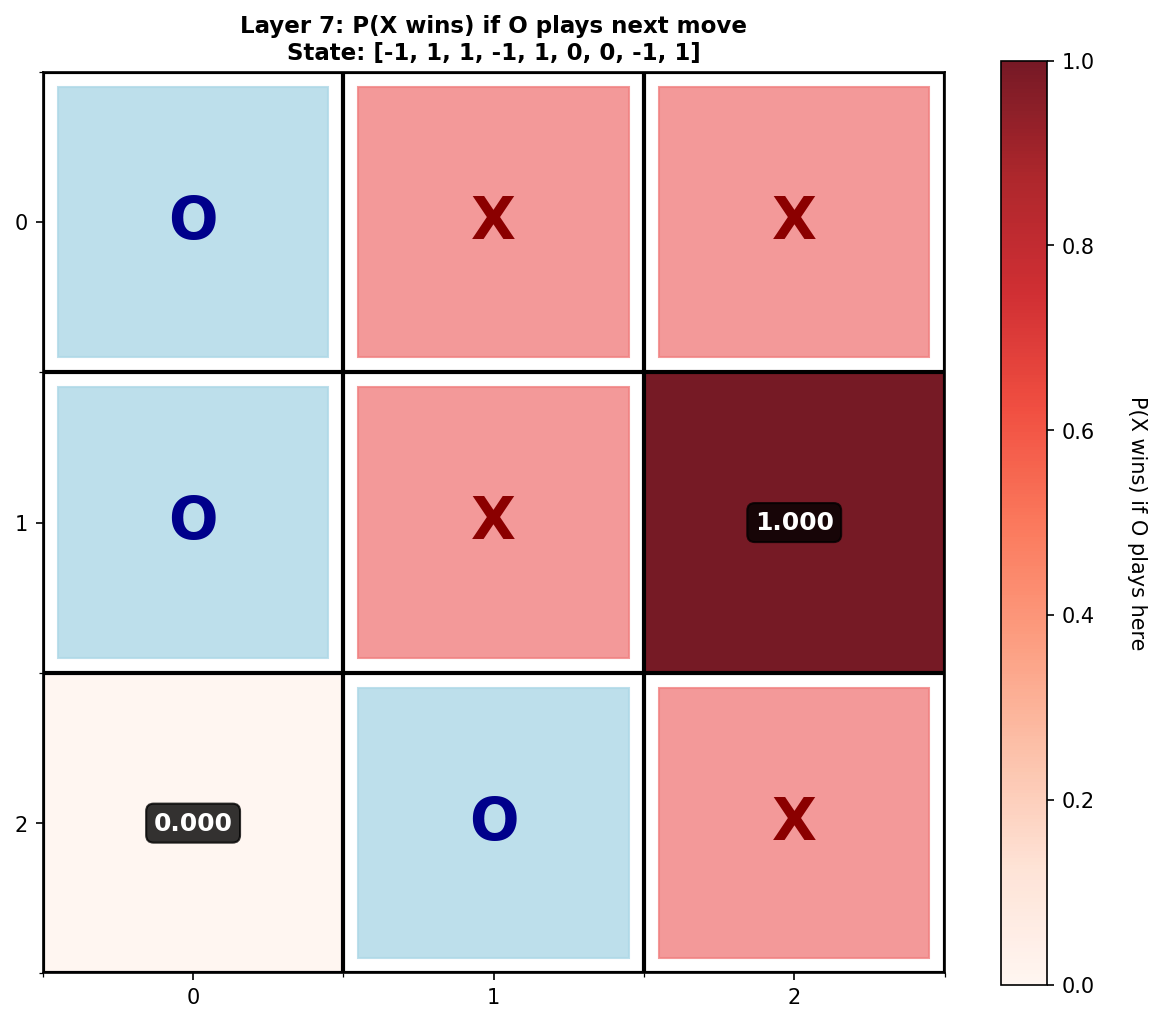 Layer 7: P(X wins) if O plays next move
State: [-1, 1, 1, -1, 1, 0, 0, -1, 1]
0
O
X
X
1
O
X
1.000
2
0.000
O
X
0
1
2
1.0
0.8
0.6
0.4
0.2
0.0
P(X wins) if O plays here